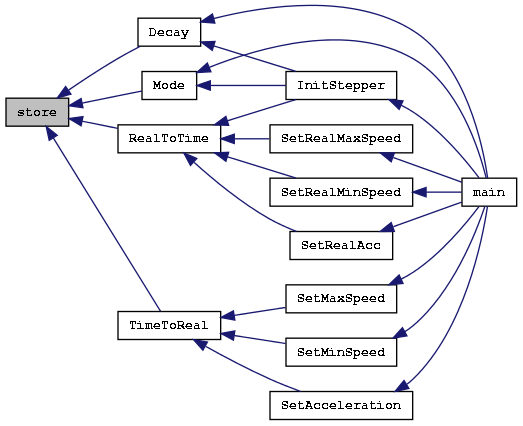 Decay
Mode
InitStepper
store
RealToTime
SetRealMaxSpeed
SetRealMinSpeed
main
SetRealAcc
SetMaxSpeed
TimeToReal
SetMinSpeed
SetAcceleration